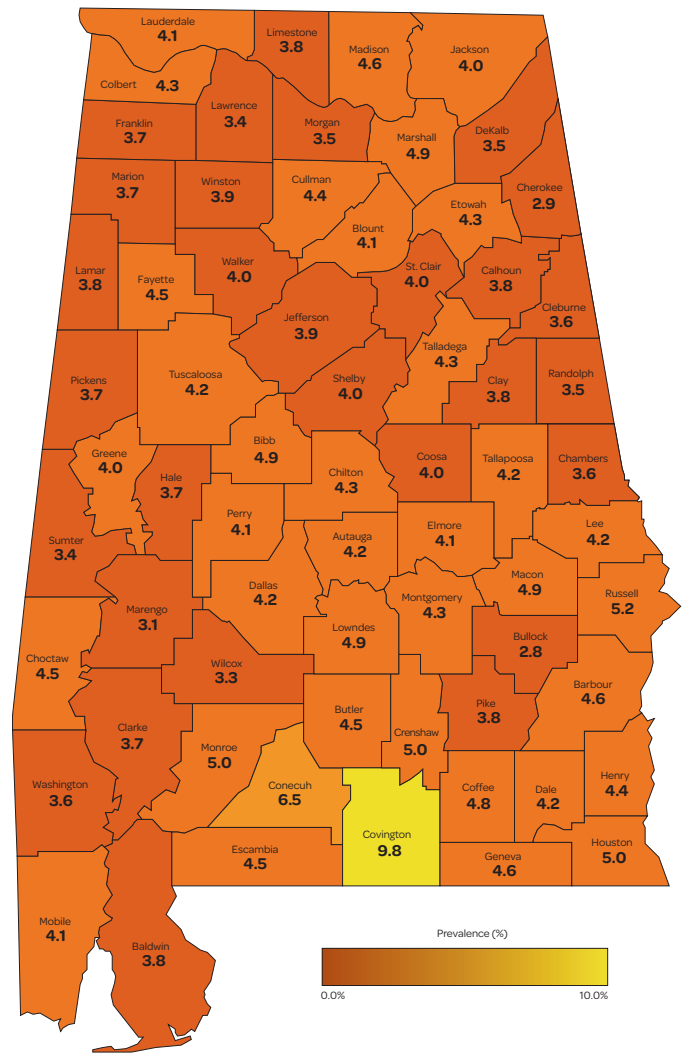 Lauderdale
4.1
Limestone
3.8
Madison
4.6
Jackson
4.0
Colbert 4.3
Lawrence
3.4
Franklin
3.7
Morgan
3.5
Marshall
4.9
DeKalb
3.5
Marion
3.7
Winston
3.9
Cullman
4.4
Cherokee
2.9
Etowah
4.3
Blount
4.1
Lamar
3.8
Fayette
4.5
Walker
4.0
St. Clair
4.0
Calhoun
3.8
Cleburne
3.6
Jefferson
3.9
Talladega
4.3
Pickens
3.7
Tuscaloosa
4.2
Shelby
4.0
Clay
3.8
Randolph
3.5
Greene
4.0
Bibb
4.9
Hale
3.7
Chilton
4.3
Coosa
4.0
Tallapoosa
4.2
Chambers
3.6
Sumter
3.4
Perry
4.1
Autauga
4.2
Elmore
4.1
Lee
4.2
Dallas
4.2
Macon
4.9
Russell
5.2
Marengo
3.1
Montgomery
4.3
Lowndes
4.9
Bullock
2.8
Choctaw
4.5
Wilcox
3.3
Barbour
4.6
Butler
4.5
Pike
3.8
Clarke
3.7
Monroe
5.0
Crenshaw
5.0
Washington
3.6
Conecuh
6.5
Coffee
4.8
Dale
4.2
Henry
4.4
Covington
9.8
Escambia
4.5
Geneva
4.6
Houston
5.0
Mobile
4.1
Baldwin
3.8
Prevalence (%)
0.0% 10.0%